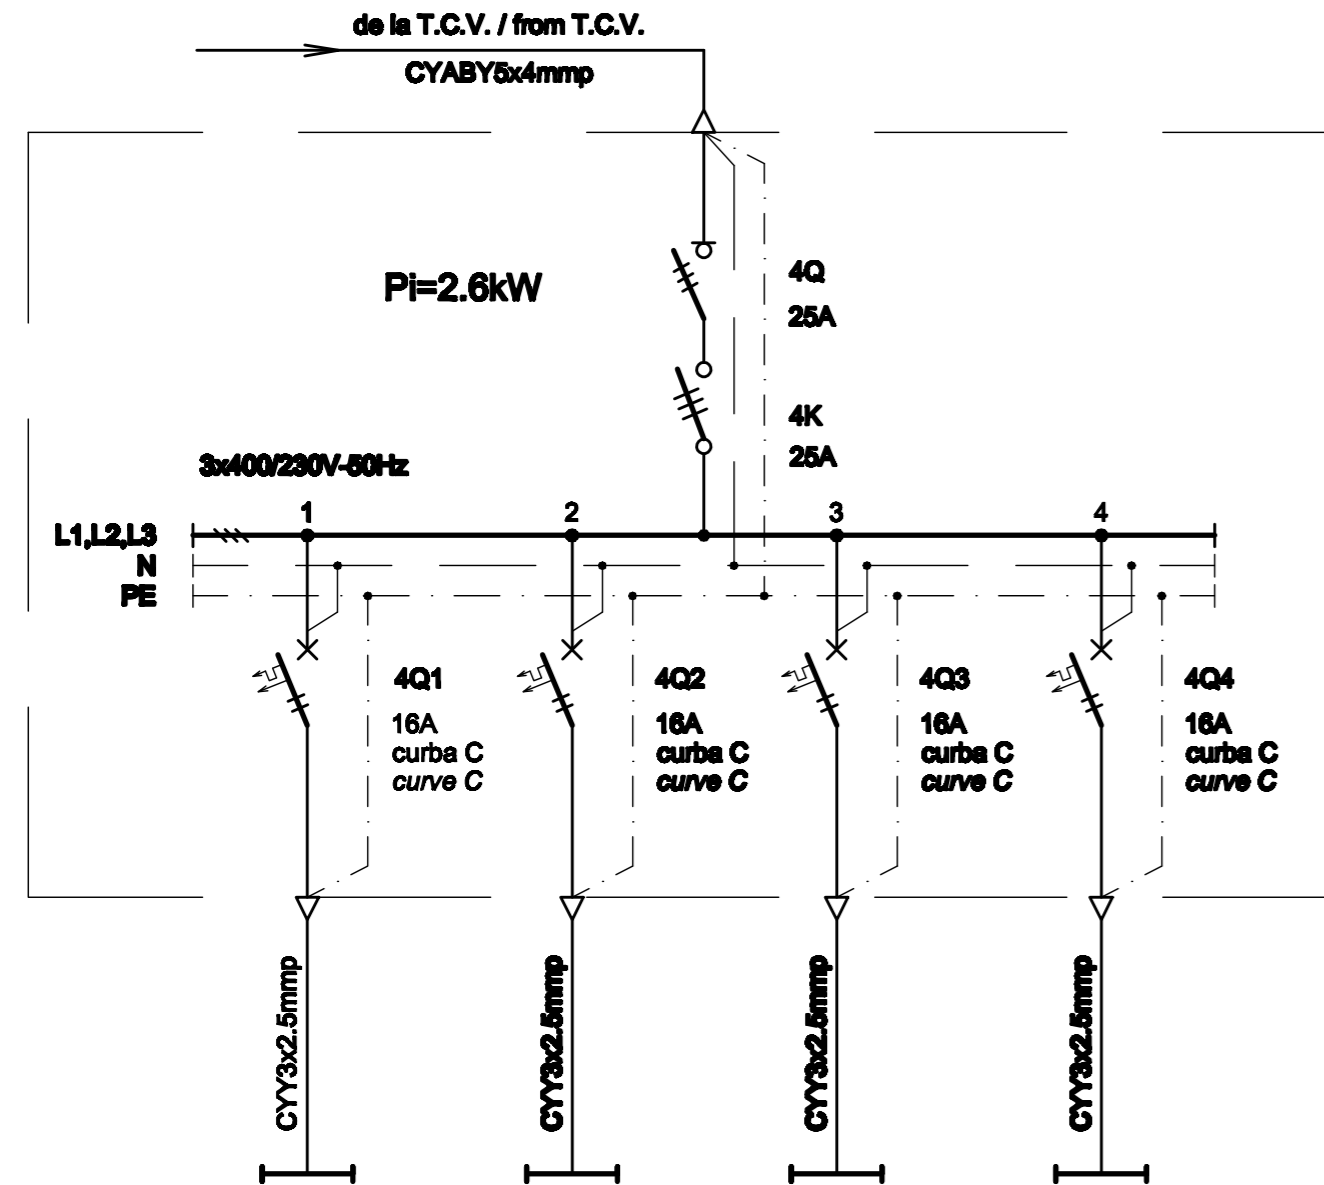 de la T.C.V. / from T.C.V.
CYABY5x4mmp
Pi=2.6kW
4Q
25A
4K
25A
3x400/230V-50Hz
1
2
3
4
L1,L2,L3
N
PE
4Q1
16A
curba C
curve C
4Q2
16A
curba C
curve C
4Q3
16A
curba C
curve C
4Q4
16A
curba C
curve C
CYY3x2.5mmp
CYY3x2.5mmp
CYY3x2.5mmp
CYY3x2.5mmp